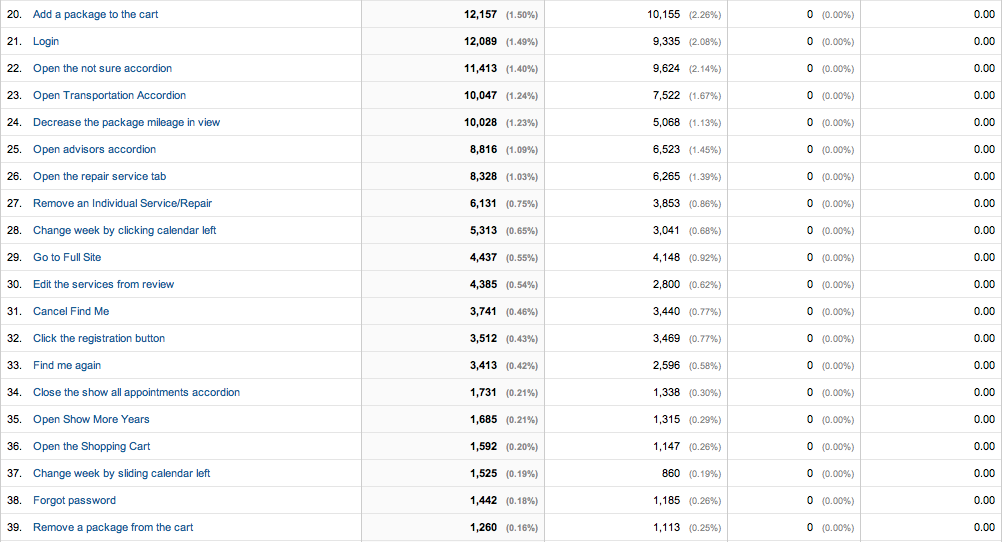 20. Add a package to the cart 12,157 (1.50%) 10,155 (2.26%) 0 (0.00%) 0.00
21. Login 12,089 (1.49%) 9,335 (2.08%) 0 (0.00%) 0.00
22. Open the not sure accordion 11,413 (1.40%) 9,624 (2.14%) 0 (0.00%) 0.00
23. Open Transportation Accordion 10,047 (1.24%) 7,522 (1.67%) 0 (0.00%) 0.00
24. Decrease the package mileage in view 10,028 (1.23%) 5,068 (1.13%) 0 (0.00%) 0.00
25. Open advisors accordion 8,816 (1.09%) 6,523 (1.45%) 0 (0.00%) 0.00
26. Open the repair service tab 8,328 (1.03%) 6,265 (1.39%) 0 (0.00%) 0.00
27. Remove an Individual Service/Repair 6,131 (0.75%) 3,853 (0.86%) 0 (0.00%) 0.00
28. Change week by clicking calendar left 5,313 (0.65%) 3,041 (0.68%) 0 (0.00%) 0.00
29. Go to Full Site 4,437 (0.55%) 4,148 (0.92%) 0 (0.00%) 0.00
30. Edit the services from review 4,385 (0.54%) 2,800 (0.62%) 0 (0.00%) 0.00
31. Cancel Find Me 3,741 (0.46%) 3,440 (0.77%) 0 (0.00%) 0.00
32. Click the registration button 3,512 (0.43%) 3,469 (0.77%) 0 (0.00%) 0.00
33. Find me again 3,413 (0.42%) 2,596 (0.58%) 0 (0.00%) 0.00
34. Close the show all appointments accordion 1,731 (0.21%) 1,338 (0.30%) 0 (0.00%) 0.00
35. Open Show More Years 1,685 (0.21%) 1,315 (0.29%) 0 (0.00%) 0.00
36. Open the Shopping Cart 1,592 (0.20%) 1,147 (0.26%) 0 (0.00%) 0.00
37. Change week by sliding calendar left 1,525 (0.19%) 860 (0.19%) 0 (0.00%) 0.00
38. Forgot password 1,442 (0.18%) 1,185 (0.26%) 0 (0.00%) 0.00
39. Remove a package from the cart 1,260 (0.16%) 1,113 (0.25%) 0 (0.00%) 0.00